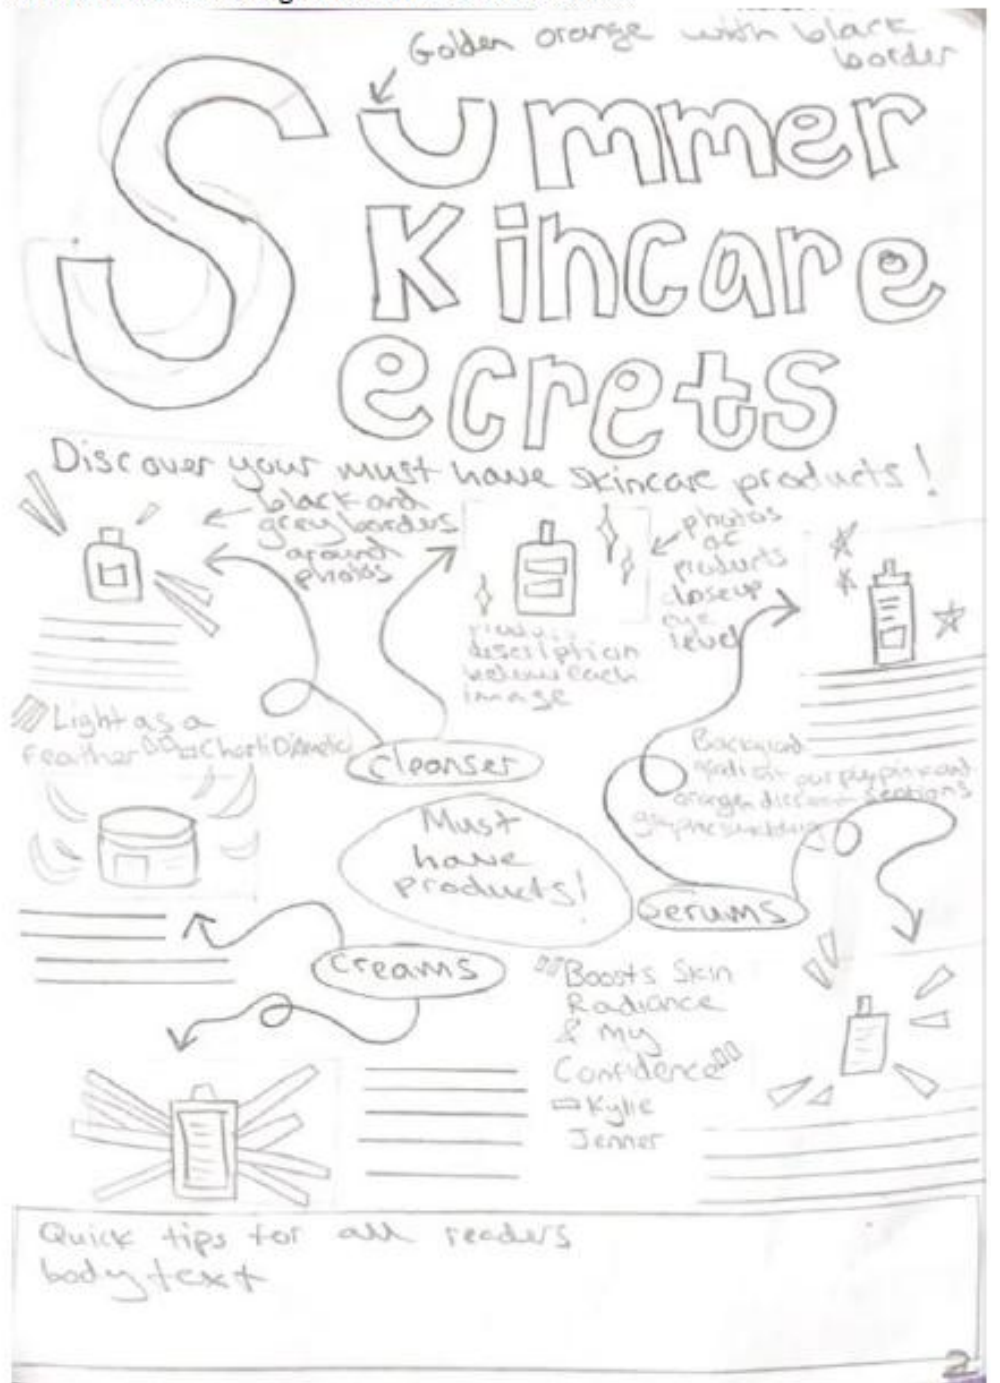 Golden orange with black
border
Summer
Skincare
Secrets
Discover your must have skincare products!
black and
grey borders
around
photos
photos
of
products
closeup
eye
level
description
below each
image
Light as a
feather
cleanser
Must
have
products!
Serums
Creams
Boosts Skin
Radiance
& My
Confidence
Kylie
Jenner
Quick tips for all readers
body text
2